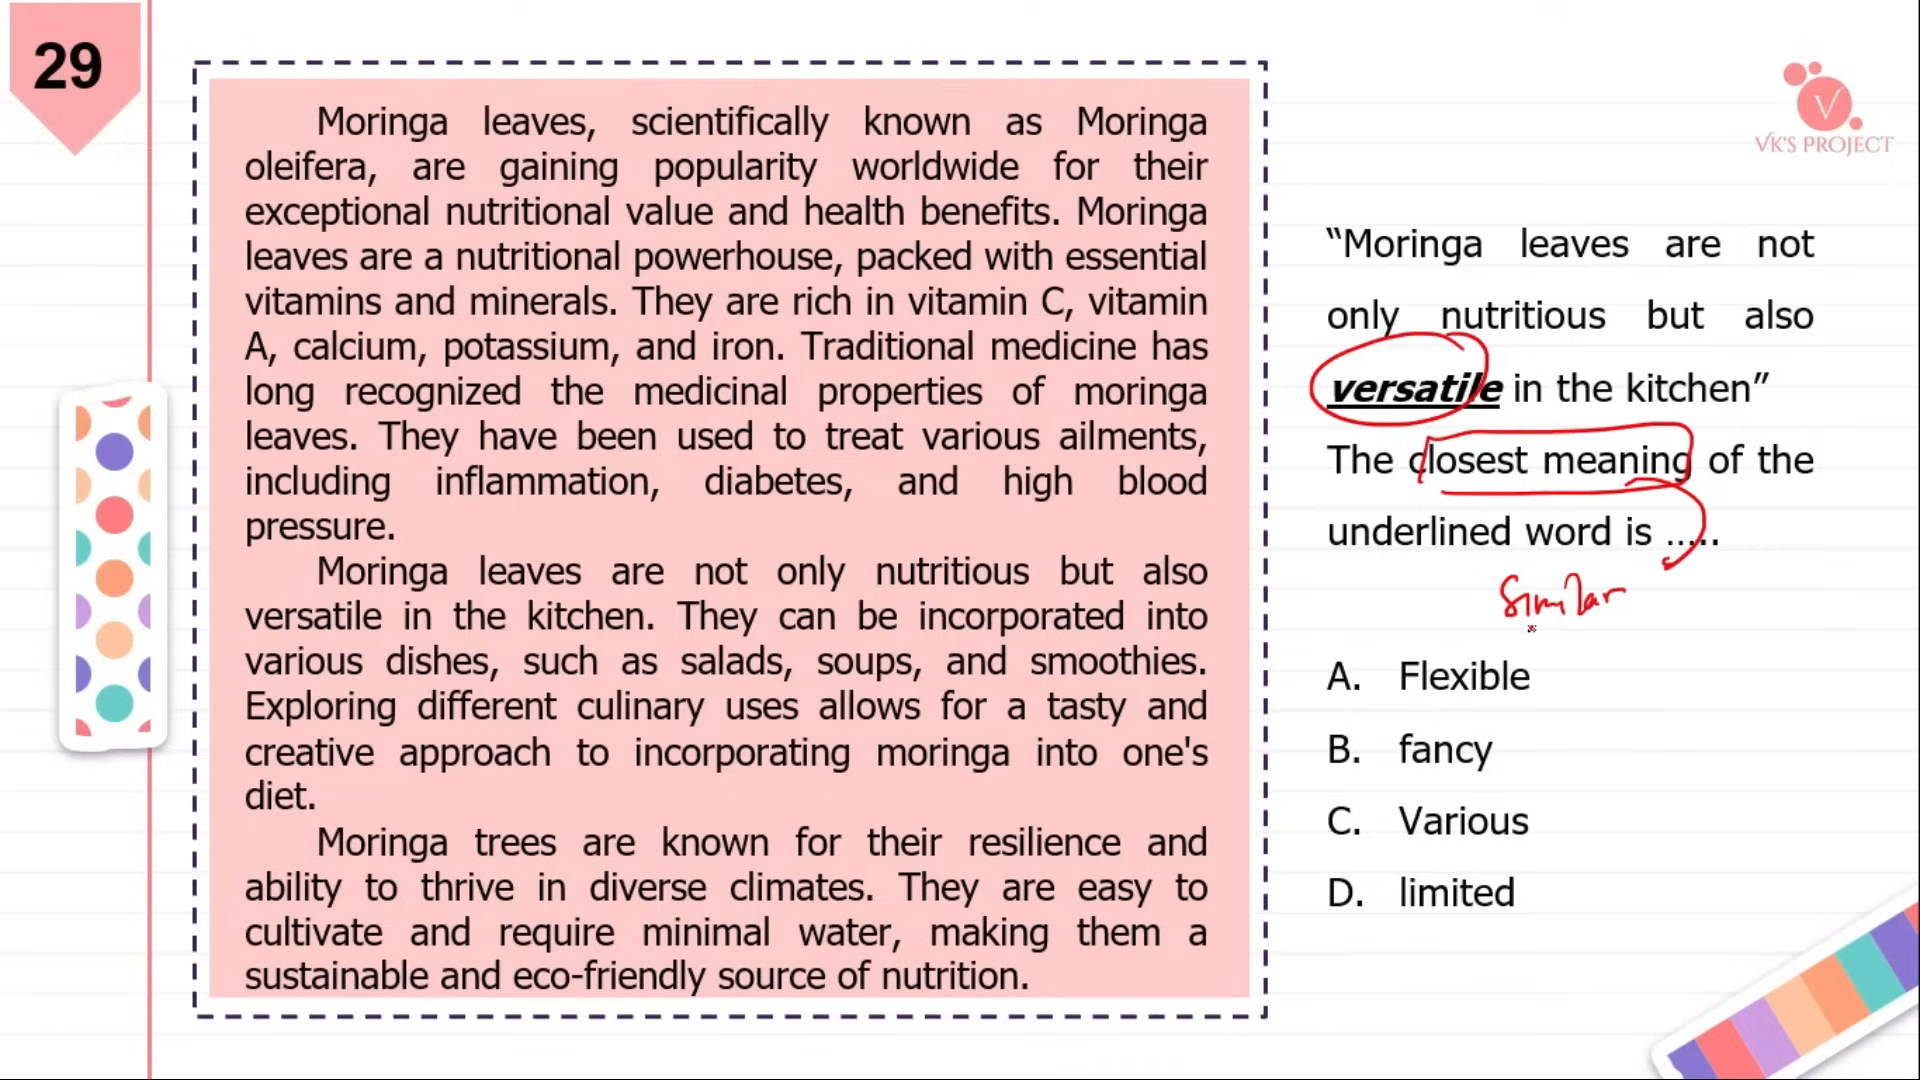 29
Moringa leaves, scientifically known as Moringa
oleifera, are gaining popularity worldwide for their
exceptional nutritional value and health benefits. Moringa
leaves are a nutritional powerhouse, packed with essential
vitamins and minerals. They are rich in vitamin C, vitamin
A, calcium, potassium, and iron. Traditional medicine has
long recognized the medicinal properties of moringa
leaves. They have been used to treat various ailments,
including inflammation, diabetes, and high blood
pressure.
Moringa leaves are not only nutritious but also
versatile in the kitchen. They can be incorporated into
various dishes, such as salads, soups, and smoothies.
Exploring different culinary uses allows for a tasty and
creative approach to incorporating moringa into one's
diet.
Moringa trees are known for their resilience and
ability to thrive in diverse climates. They are easy to
cultivate and require minimal water, making them a
sustainable and eco-friendly source of nutrition.
V
VK'S PROJECT
“Moringa leaves are not
only nutritious but also
versatile in the kitchen”
The closest meaning of the
underlined word is .....
Similar
A. Flexible
B. fancy
C. Various
D. limited